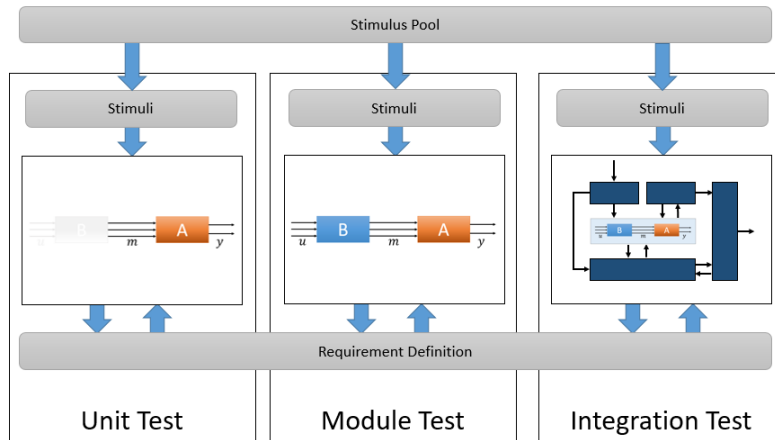 Stimulus Pool
Stimuli
Stimuli
Stimuli
B
A
u
m
y
B
A
u
m
y
B
A
u
m
y
Requirement Definition
Unit Test
Module Test
Integration Test